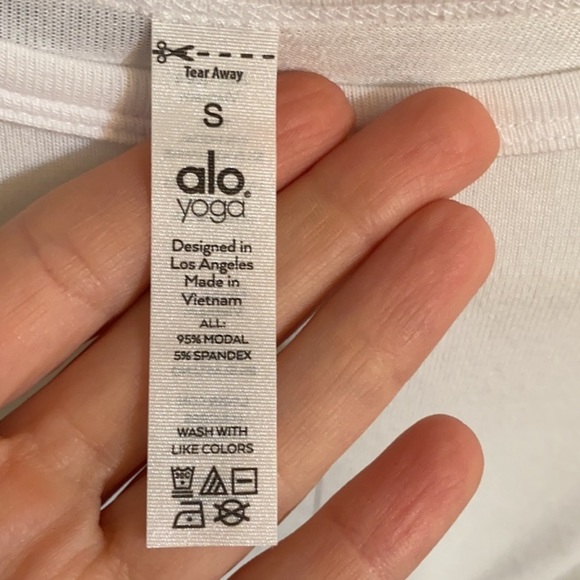 Tear Away
S
alo
yoga
Designed in
Los Angeles
Made in
Vietnam
ALL:
95% MODAL
5% SPANDEX
WASH WITH
LIKE COLORS